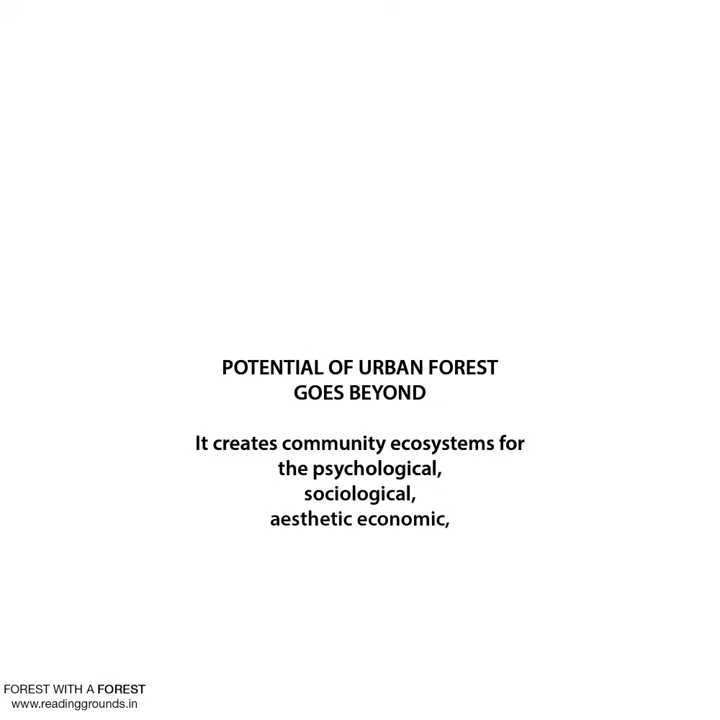 POTENTIAL OF URBAN FOREST
GOES BEYOND
It creates community ecosystems for
the psychological,
sociological,
aesthetic economic,
FOREST WITH A FOREST
www.readinggrounds.in